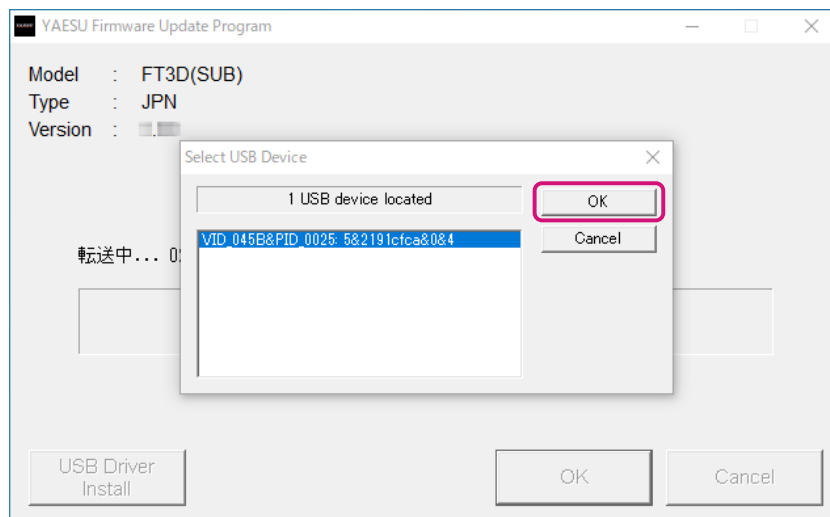 YAESU Firmware Update Program
Model : FT3D(SUB)
Type : JPN
Version :
Select USB Device
1 USB device located
OK
VID_045B&PID_0025: 5&2191cfca&0&4
Cancel
転送中...
USB Driver
Install
OK
Cancel